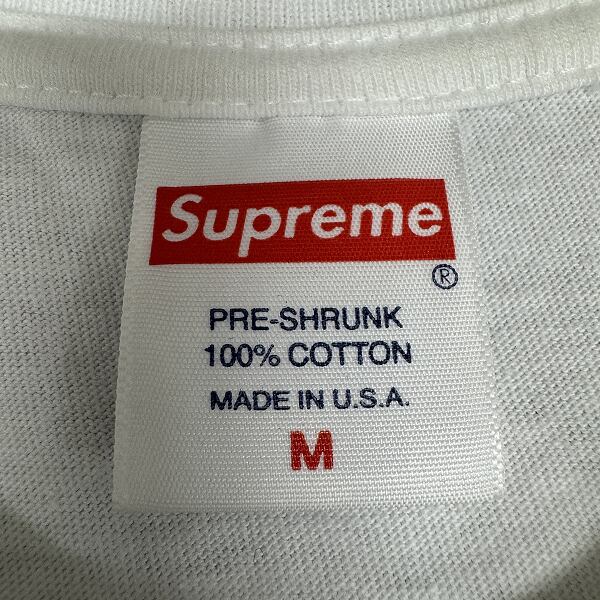 Supreme
®
PRE-SHRUNK
100% COTTON
MADE IN U.S.A.
M